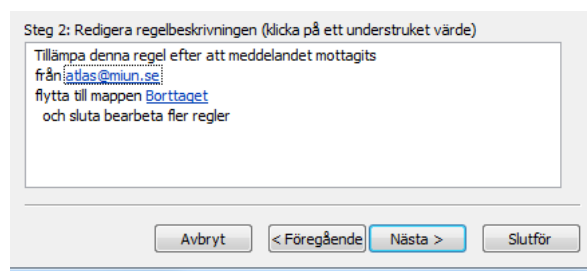 Steg 2: Redigera regelbeskrivningen (klicka på ett understruket värde)
Tillämpa denna regel efter att meddelandet mottagits
från atlas@miun.se
flytta till mappen Borttaget
och sluta bearbeta fler regler
Avbryt < Föregående Nästa > Slutför